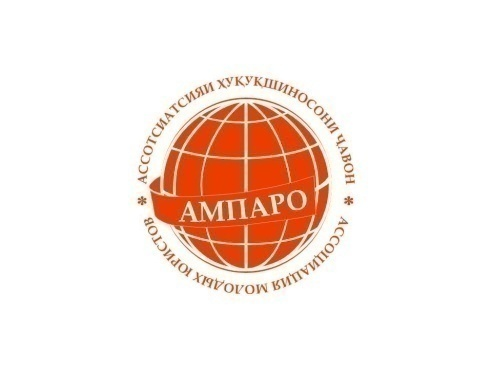 АССОТСИАТСИЯИ ҲУҚУҚШИНОСОНИ ҶАВОН
АМПАРО
* АССОЦИАЦИЯ МОЛОДЫХ ЮРИСТОВ *